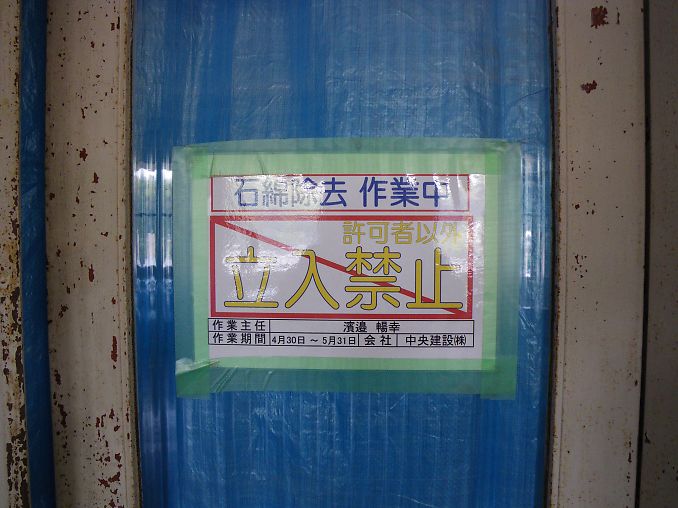 石綿除去 作業中
許可者以外
立入禁止
作業主任 濱邉 暢幸
作業期間 4月30日 ～ 5月31日 会社 中央建設㈱